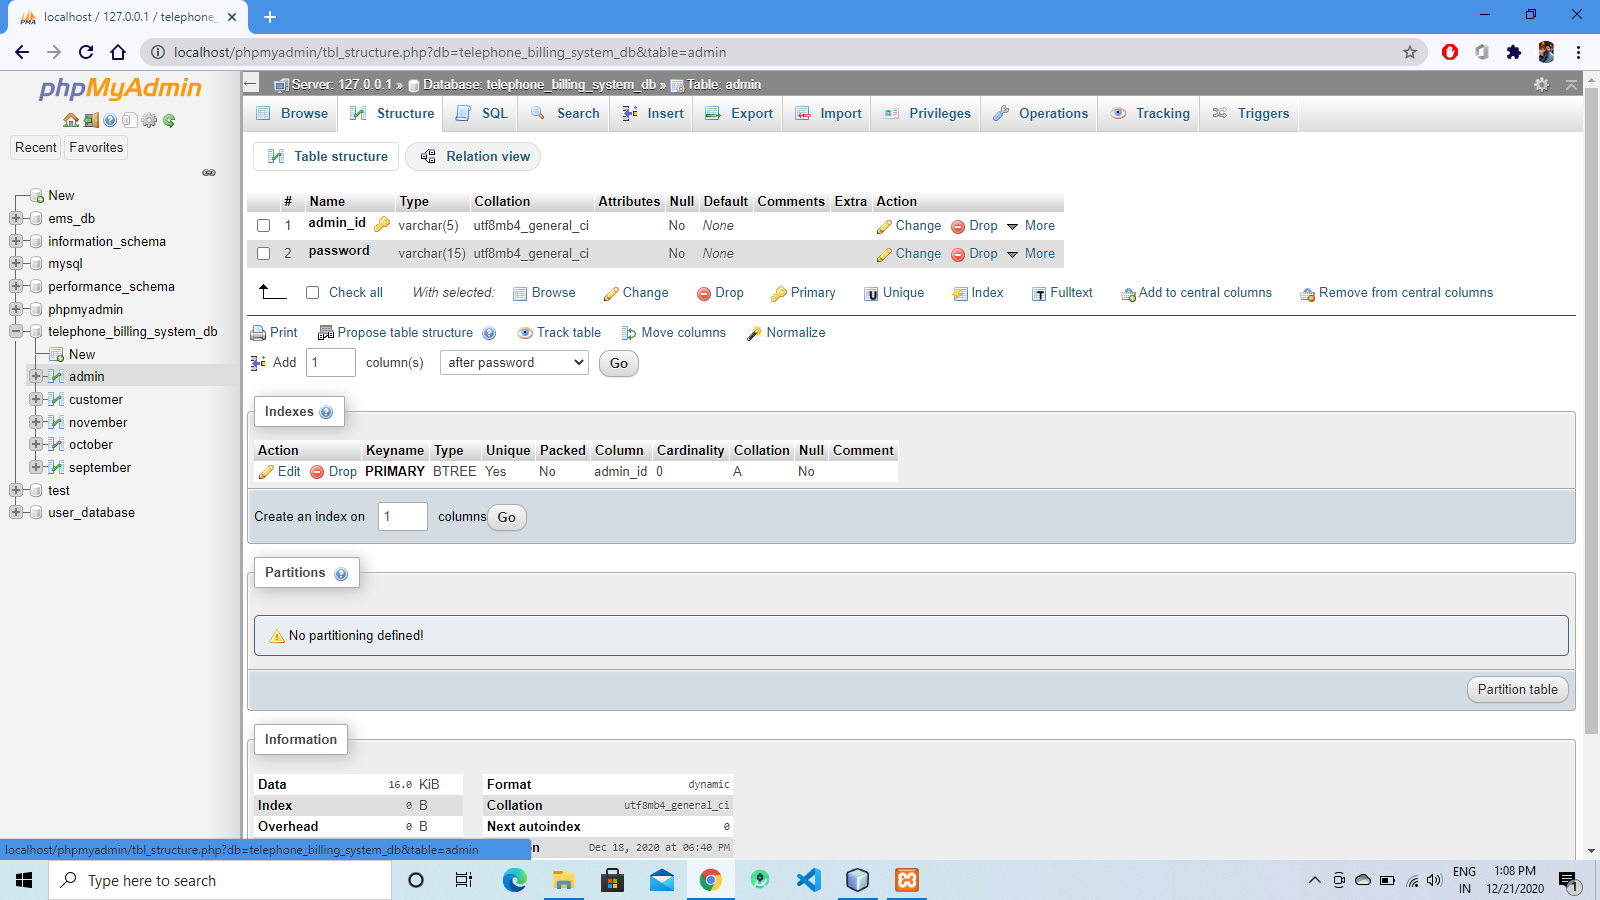 localhost / 127.0.0.1 / telephone_
localhost/phpmyadmin/tbl_structure.php?db=telephone_billing_system_db&table=admin
phpMyAdmin
Recent Favorites
New
ems_db
information_schema
mysql
performance_schema
phpmyadmin
telephone_billing_system_db
New
admin
customer
november
october
september
test
user_database
Server: 127.0.0.1 » Database: telephone_billing_system_db » Table: admin
Browse Structure SQL Search Insert Export Import Privileges Operations Tracking Triggers
Table structure Relation view
# Name Type Collation Attributes Null Default Comments Extra Action
1 admin_id varchar(5) utf8mb4_general_ci No None Change Drop More
2 password varchar(15) utf8mb4_general_ci No None Change Drop More
Check all With selected: Browse Change Drop Primary Unique Index Fulltext Add to central columns Remove from central columns
Print Propose table structure Track table Move columns Normalize
Add 1 column(s) after password Go
Indexes
Action Keyname Type Unique Packed Column Cardinality Collation Null Comment
Edit Drop PRIMARY BTREE Yes No admin_id 0 A No
Create an index on 1 columns Go
Partitions
No partitioning defined!
Partition table
Information
Data 16.0 KiB
Index 0 B
Overhead 0 B
Format dynamic
Collation utf8mb4_general_ci
Next autoindex 0
n Dec 18, 2020 at 06:40 PM
localhost/phpmyadmin/tbl_structure.php?db=telephone_billing_system_db&table=admin
Type here to search
ENG
IN
1:08 PM
12/21/2020
1